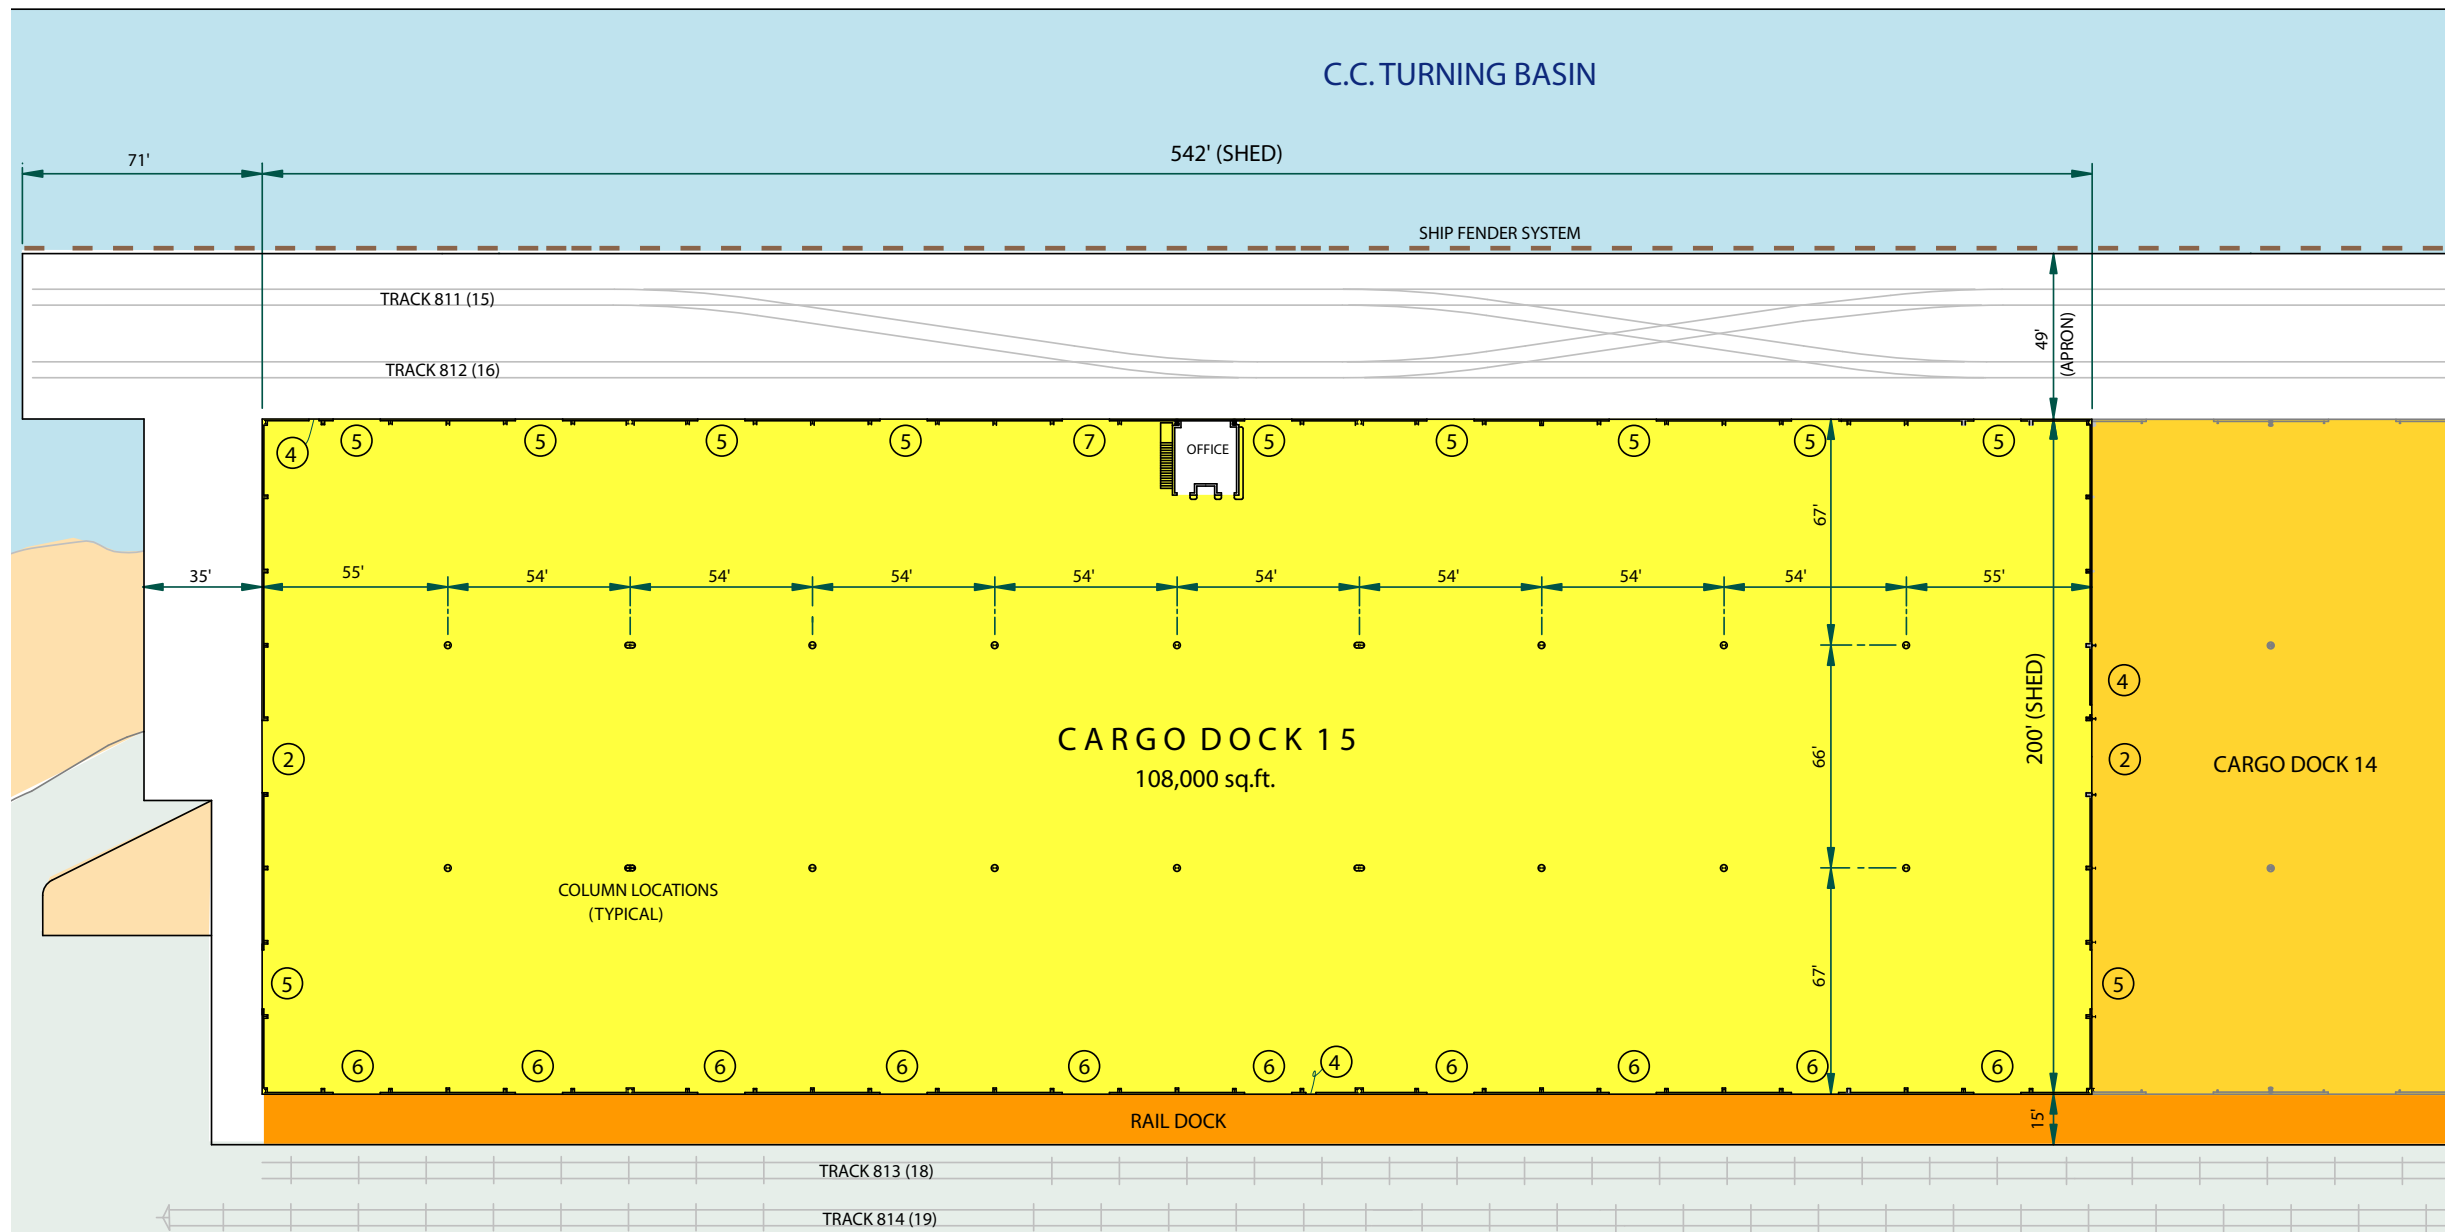 C.C. TURNING BASIN
71'
542' (SHED)
SHIP FENDER SYSTEM
TRACK 811 (15)
49'
(APRON)
TRACK 812 (16)
4
5
5
5
5
7
OFFICE
5
5
5
5
5
67'
35'
55'
54'
54'
54'
54'
54'
54'
54'
54'
55'
200' (SHED)
4
CARGO DOCK 15
108,000 sq.ft.
66'
2
2
CARGO DOCK 14
COLUMN LOCATIONS
(TYPICAL)
67'
5
5
6
6
6
6
6
6
4
6
6
6
6
RAIL DOCK
15'
TRACK 813 (18)
TRACK 814 (19)